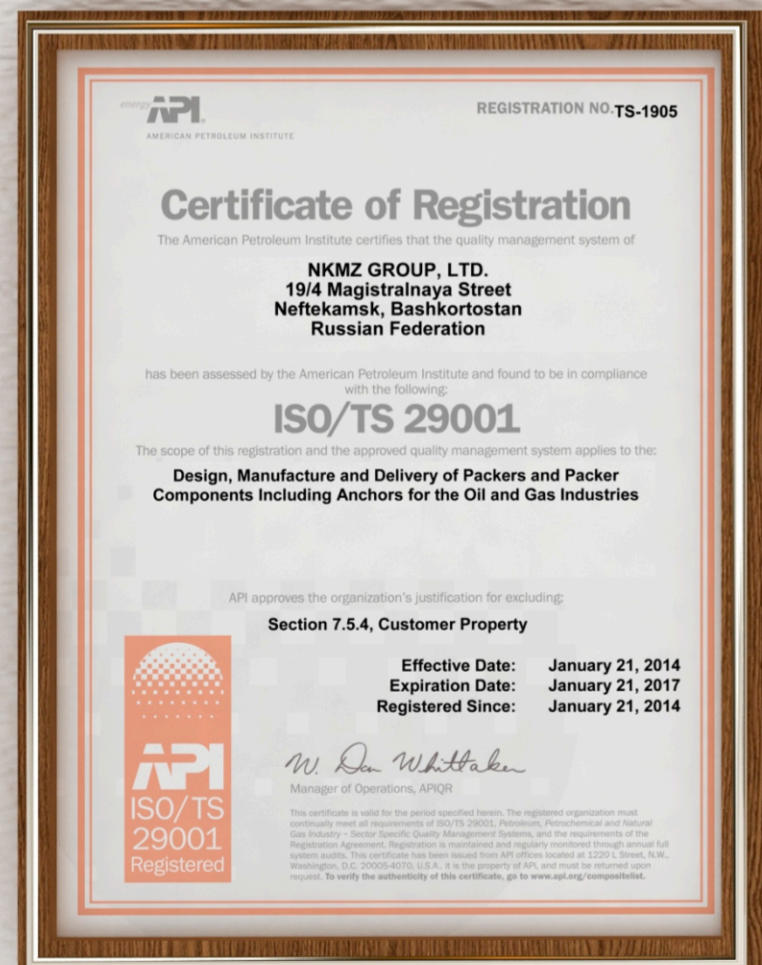 energy API®
AMERICAN PETROLEUM INSTITUTE
REGISTRATION NO. TS-1905
Certificate of Registration
The American Petroleum Institute certifies that the quality management system of
NKMZ GROUP, LTD.
19/4 Magistralnaya Street
Neftekamsk, Bashkortostan
Russian Federation
has been assessed by the American Petroleum Institute and found to be in compliance
with the following:
ISO/TS 29001
The scope of this registration and the approved quality management system applies to the:
Design, Manufacture and Delivery of Packers and Packer
Components Including Anchors for the Oil and Gas Industries
API approves the organization's justification for excluding:
Section 7.5.4, Customer Property
Effective Date: January 21, 2014
Expiration Date: January 21, 2017
Registered Since: January 21, 2014
W. Don Whittaker
Manager of Operations, APIQR
API
ISO/TS
29001
Registered
This certificate is valid for the period specified herein. The registered organization must
continually meet all requirements of ISO/TS 29001, Petroleum, Petrochemical and Natural
Gas Industry – Sector Specific Quality Management Systems, and the requirements of the
Registration Agreement. Registration is maintained and regularly monitored through annual full
system audits. This certificate has been issued from API offices located at 1220 L Street, N.W.,
Washington, D.C. 20005-4070, U.S.A., it is the property of API, and must be returned upon
request. To verify the authenticity of this certificate, go to www.api.org/compositelist.